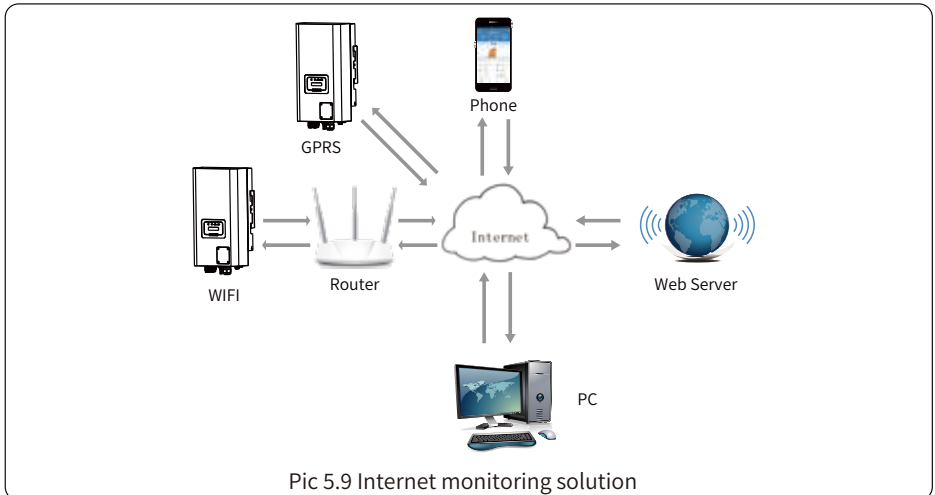 Phone
GPRS
Internet
WIFI
Router
Web Server
PC
Pic 5.9 Internet monitoring solution